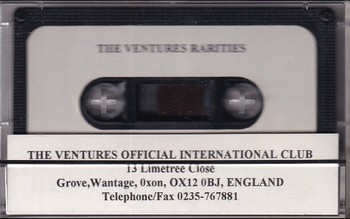 THE VENTURES RARITIES
THE VENTURES OFFICIAL INTERNATIONAL CLUB
13 Limetree Close
Grove,Wantage, 0xon, OX12 0BJ, ENGLAND
Telephone/Fax 0235-767881